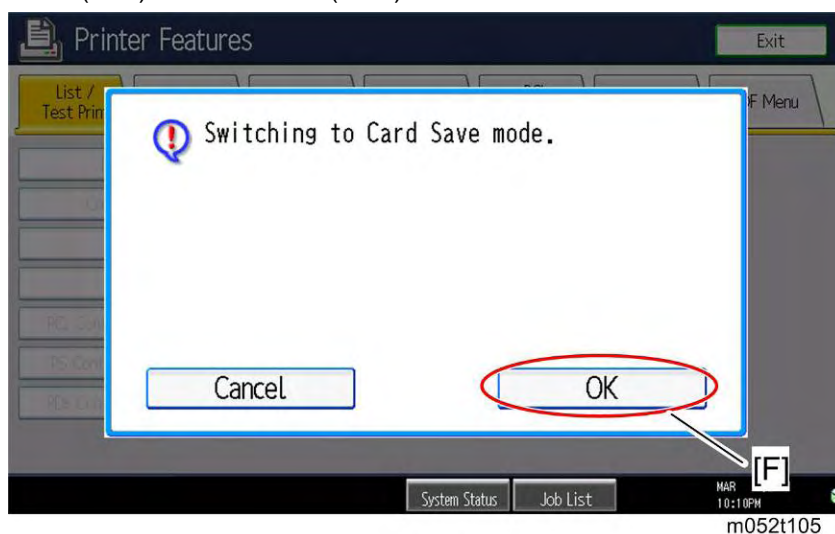 Printer Features
Exit
List /
Test Prin
F Menu
Switching to Card Save mode.
Cancel
OK
[F]
System Status
Job List
MAR
10:10PM
m052t105